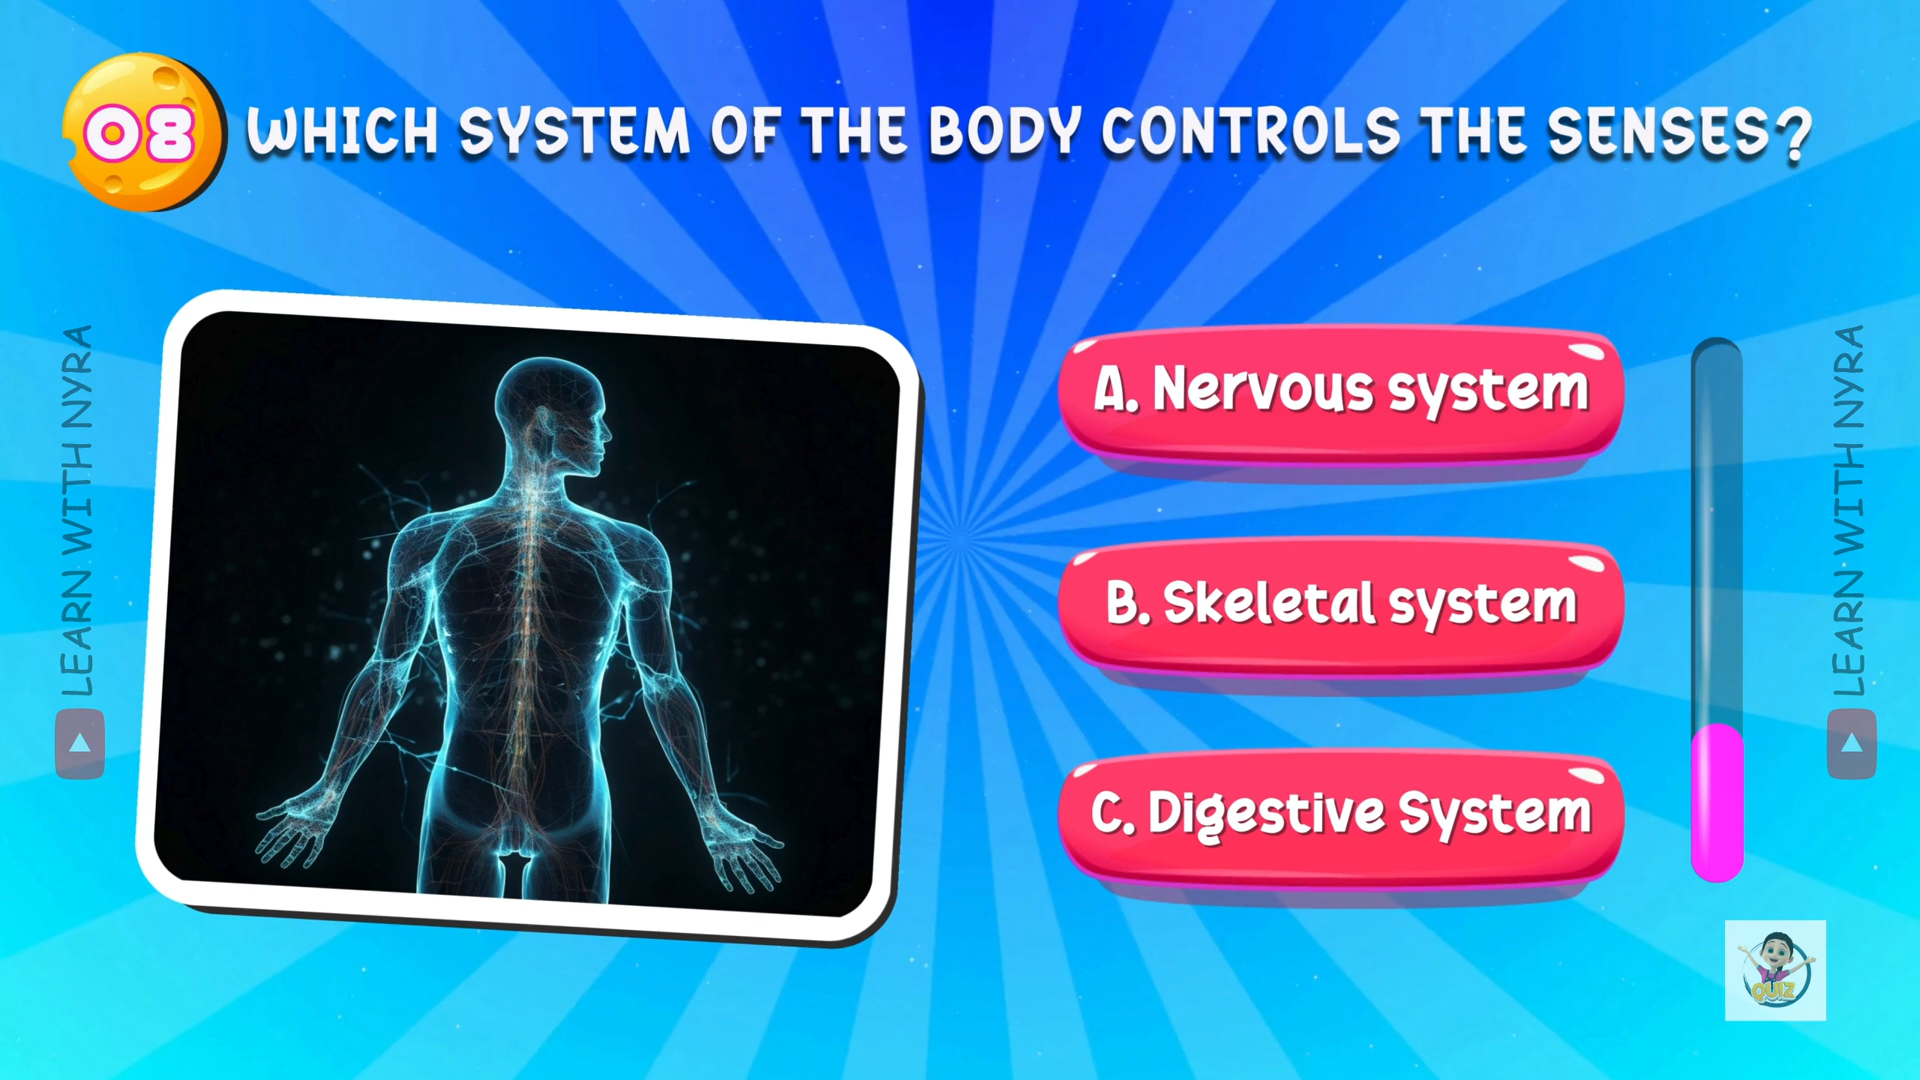 08
WHICH SYSTEM OF THE BODY CONTROLS THE SENSES?
A. Nervous system
B. Skeletal system
C. Digestive System
LEARN WITH NYRA
LEARN WITH NYRA
QUIZ